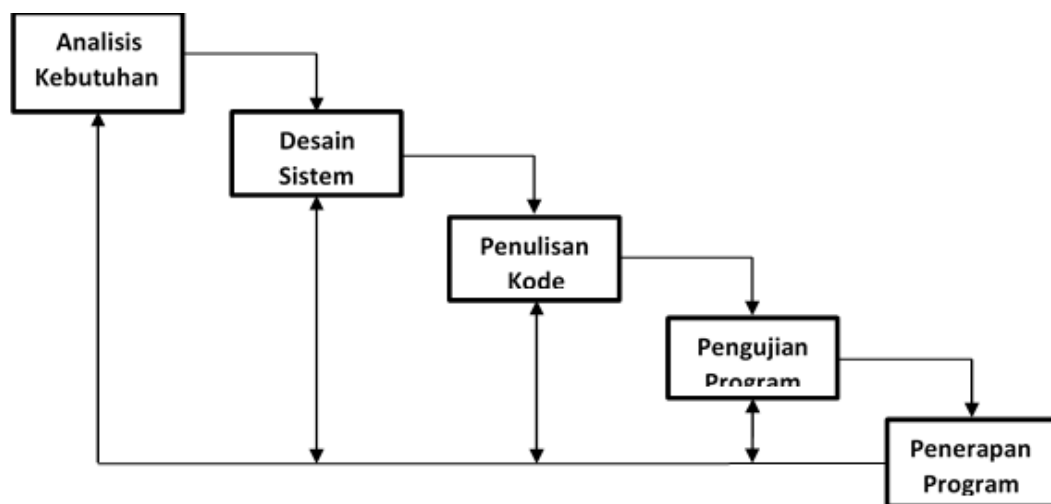 Analisis
Kebutuhan
Desain
Sistem
Penulisan
Kode
Pengujian
Program
Penerapan
Program